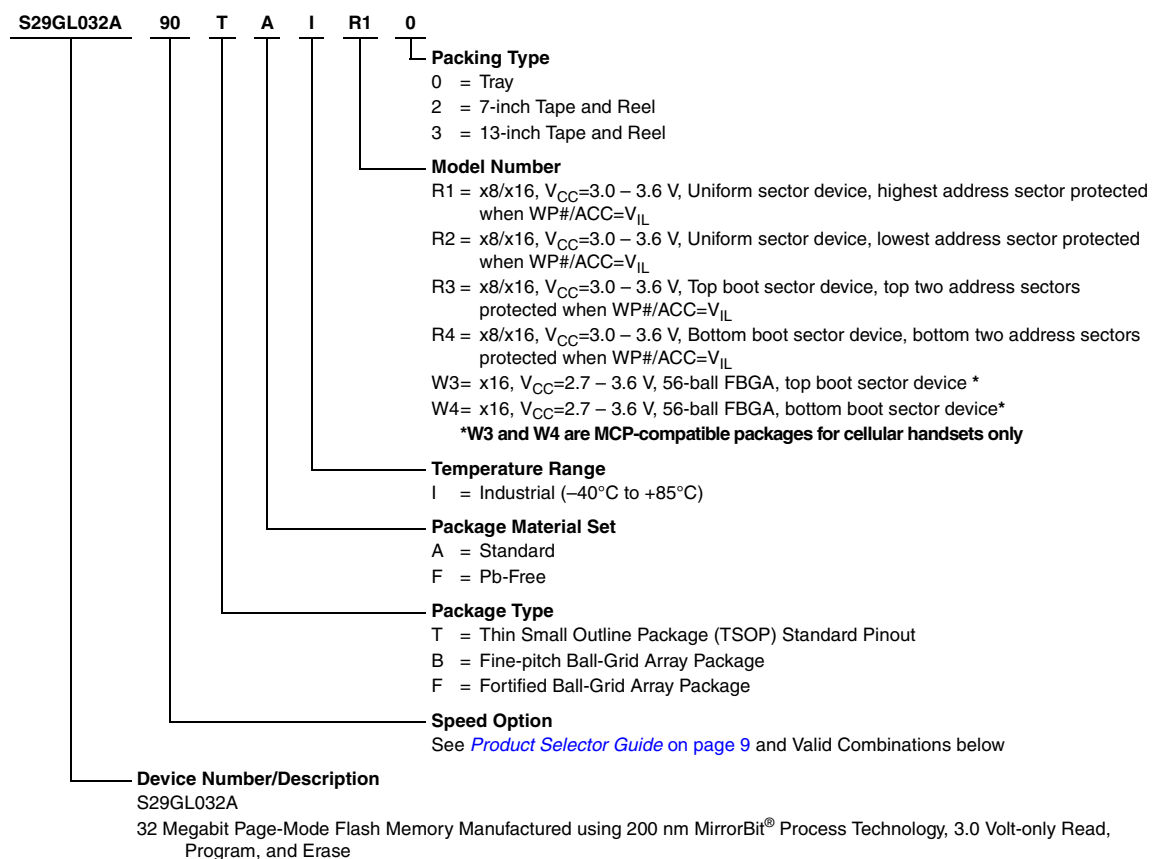 S29GL032A 90 T A I R1 0
Packing Type
0 = Tray
2 = 7-inch Tape and Reel
3 = 13-inch Tape and Reel
Model Number
R1 = x8/x16, VCC=3.0 – 3.6 V, Uniform sector device, highest address sector protected
when WP#/ACC=VIL
R2 = x8/x16, VCC=3.0 – 3.6 V, Uniform sector device, lowest address sector protected
when WP#/ACC=VIL
R3 = x8/x16, VCC=3.0 – 3.6 V, Top boot sector device, top two address sectors
protected when WP#/ACC=VIL
R4 = x8/x16, VCC=3.0 – 3.6 V, Bottom boot sector device, bottom two address sectors
protected when WP#/ACC=VIL
W3= x16, VCC=2.7 – 3.6 V, 56-ball FBGA, top boot sector device *
W4= x16, VCC=2.7 – 3.6 V, 56-ball FBGA, bottom boot sector device*
*W3 and W4 are MCP-compatible packages for cellular handsets only
Temperature Range
I = Industrial (–40°C to +85°C)
Package Material Set
A = Standard
F = Pb-Free
Package Type
T = Thin Small Outline Package (TSOP) Standard Pinout
B = Fine-pitch Ball-Grid Array Package
F = Fortified Ball-Grid Array Package
Speed Option
See Product Selector Guide on page 9 and Valid Combinations below
Device Number/Description
S29GL032A
32 Megabit Page-Mode Flash Memory Manufactured using 200 nm MirrorBit® Process Technology, 3.0 Volt-only Read,
Program, and Erase